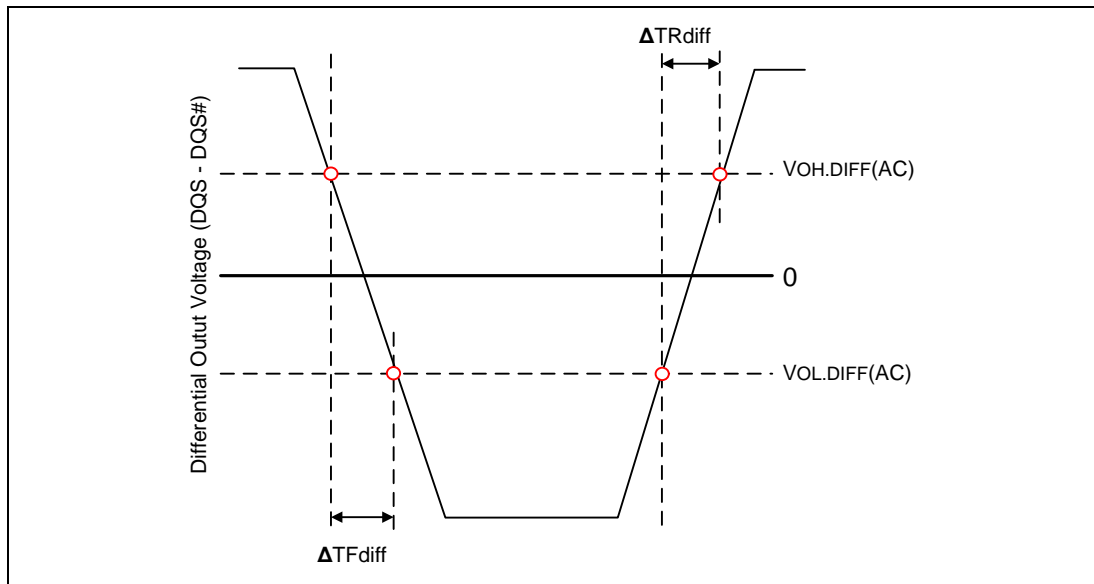 ΔTRdiff
Differential Outut Voltage (DQS - DQS#)
VOH.DIFF(AC)
0
VOL.DIFF(AC)
ΔTFdiff